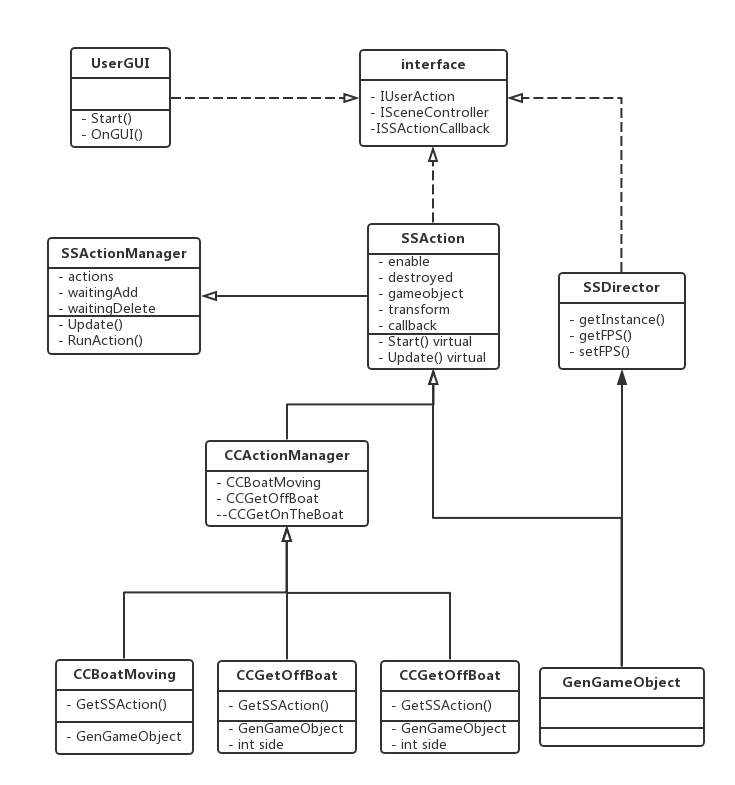 UserGUI
- Start()
- OnGUI()
interface
- IUserAction
- ISceneController
-ISSActionCallback
SSActionManager
- actions
- waitingAdd
- waitingDelete
- Update()
- RunAction()
SSAction
- enable
- destroyed
- gameobject
- transform
- callback
- Start() virtual
- Update() virtual
SSDirector
- getInstance()
- getFPS()
- setFPS()
CCActionManager
- CCBoatMoving
- CCGetOffBoat
--CCGetOnTheBoat
CCBoatMoving
- GetSSAction()
- GenGameObject
CCGetOffBoat
- GetSSAction()
- GenGameObject
- int side
CCGetOffBoat
- GetSSAction()
- GenGameObject
- int side
GenGameObject